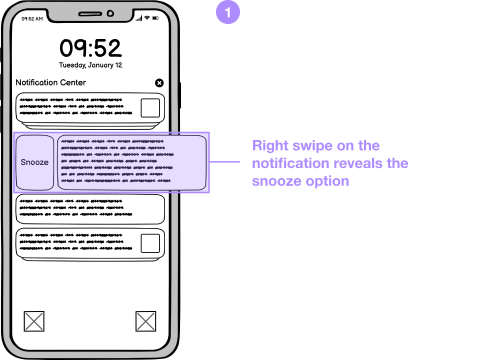 1
09:52 AM
09:52
Tuesday, January 12
Notification Center
Snooze
Right swipe on the
notification reveals the
snooze option